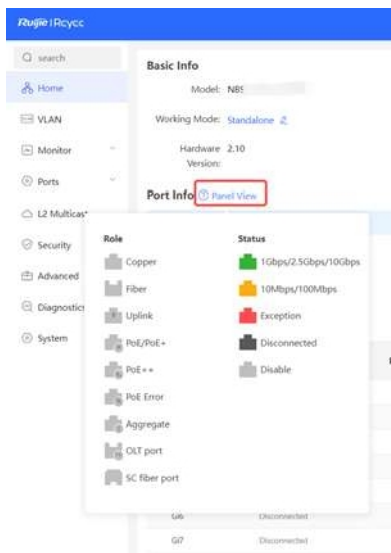 Ruijie | Rcycc
search
Home
VLAN
Monitor
Ports
L2 Multicast
Security
Advanced
Diagnostics
System
Basic Info
Model: NBS
Working Mode: Standalone
Hardware 2.10
Version:
Port Info Panel View
Role
Copper
Fiber
Uplink
PoE/PoE+
PoE++
PoE Error
Aggregate
OLT port
SC fiber port
Status
1Gbps/2.5Gbps/10Gbps
10Mbps/100Mbps
Exception
Disconnected
Disable
Gi6 Disconnected
Gi7 Disconnected